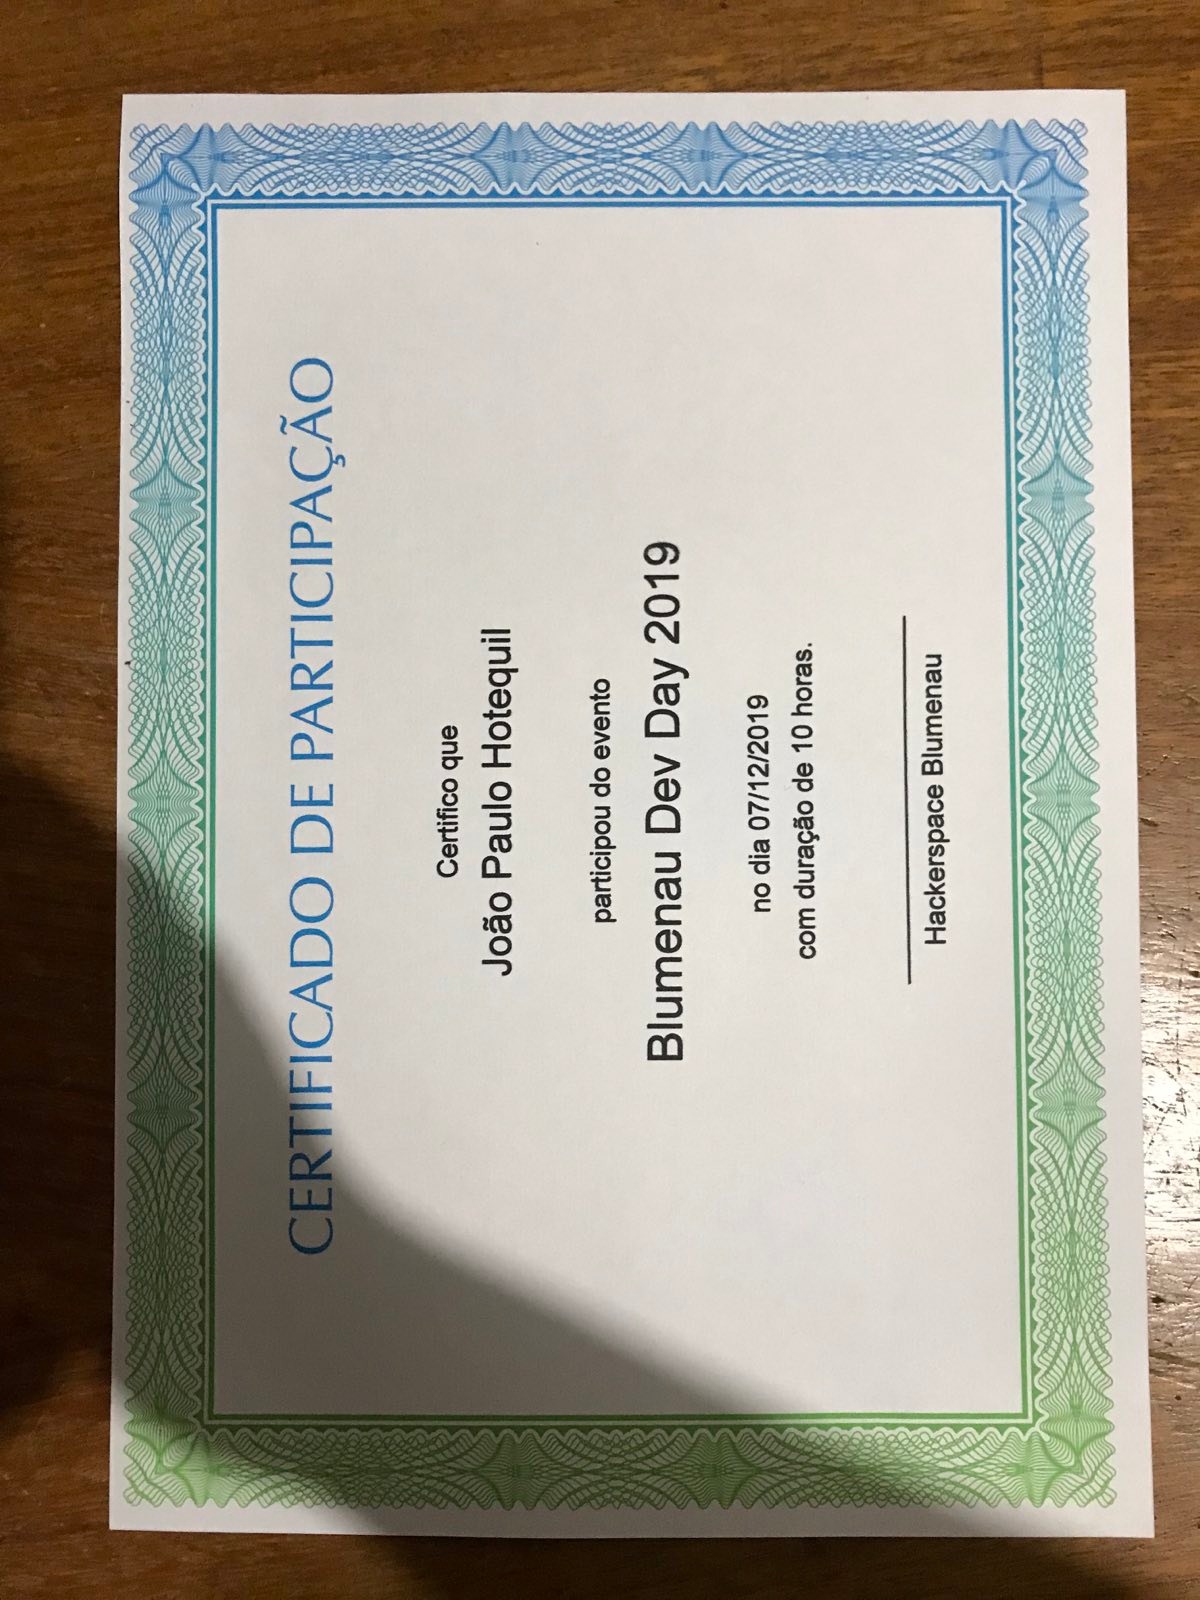 CERTIFICADO DE PARTICIPAÇÃO
Certifico que
João Paulo Hotequil
participou do evento
Blumenau Dev Day 2019
no dia 07/12/2019
com duração de 10 horas.
Hackerspace Blumenau